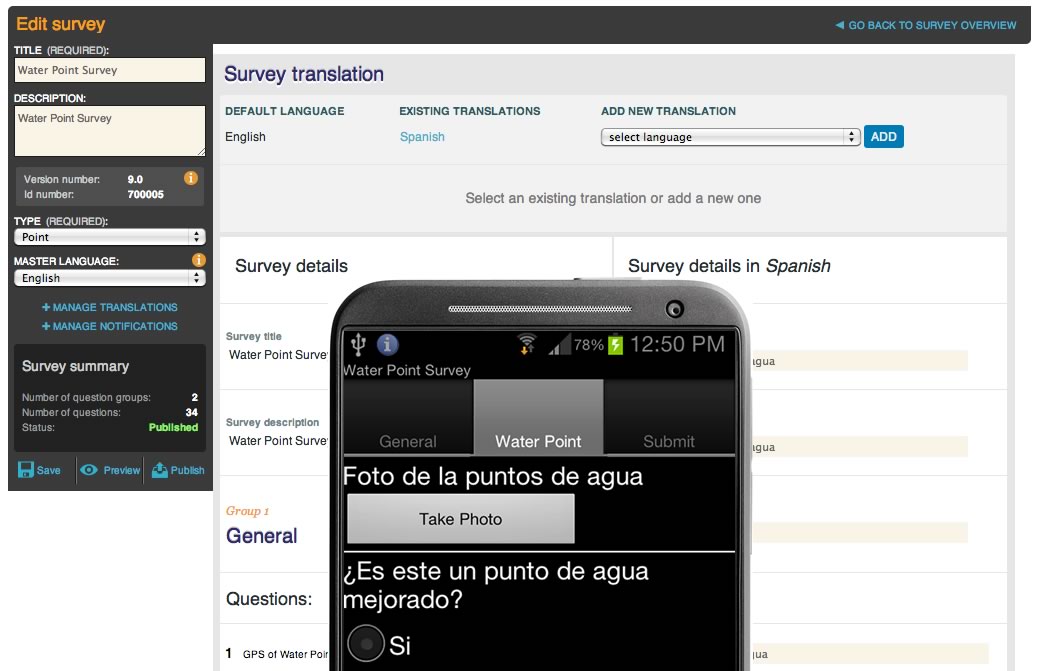 Edit survey
GO BACK TO SURVEY OVERVIEW
TITLE (REQUIRED):
Water Point Survey
DESCRIPTION:
Water Point Survey
Version number: 9.0
Id number: 700005
TYPE (REQUIRED):
Point
MASTER LANGUAGE:
English
+ MANAGE TRANSLATIONS
+ MANAGE NOTIFICATIONS
Survey summary
Number of question groups: 2
Number of questions: 34
Status: Published
Save Preview Publish
Survey translation
DEFAULT LANGUAGE EXISTING TRANSLATIONS ADD NEW TRANSLATION
English Spanish select language ADD
Select an existing translation or add a new one
Survey details Survey details in Spanish
Survey title
Water Point Surve
agua
Survey description
Water Point Surve
agua
Group 1
General
Questions:
1 GPS of Water Poi
gua
78% 12:50 PM
Water Point Survey
General Water Point Submit
Foto de la puntos de agua
Take Photo
¿Es este un punto de agua
mejorado?
Si